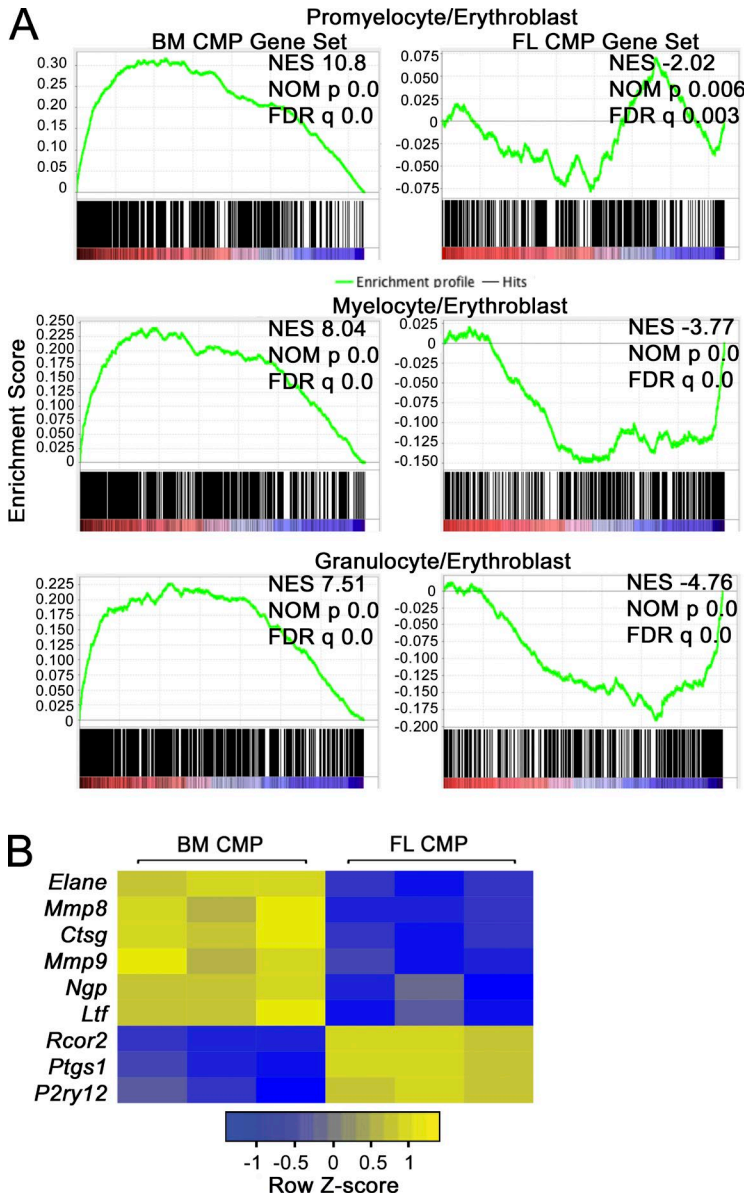 A
Promyelocyte/Erythroblast
BM CMP Gene Set
FL CMP Gene Set
0.30
0.25
0.20
0.15
0.10
0.05
0
NES 10.8
NOM p 0.0
FDR q 0.0
0.075
0.050
0.025
0
-0.025
-0.050
-0.075
NES -2.02
NOM p 0.006
FDR q 0.003
Enrichment profile — Hits
Enrichment Score
Myelocyte/Erythroblast
0.250
0.225
0.200
0.175
0.150
0.125
0.100
0.075
0.050
0.025
0
NES 8.04
NOM p 0.0
FDR q 0.0
0.025
0
-0.025
-0.050
-0.075
-0.100
-0.125
-0.150
NES -3.77
NOM p 0.0
FDR q 0.0
Granulocyte/Erythroblast
0.225
0.200
0.175
0.150
0.125
0.100
0.075
0.050
0.025
0
NES 7.51
NOM p 0.0
FDR q 0.0
0
-0.025
-0.050
-0.075
-0.100
-0.125
-0.150
-0.175
-0.200
NES -4.76
NOM p 0.0
FDR q 0.0
B
BM CMP
FL CMP
Elane
Mmp8
Ctsg
Mmp9
Ngp
Ltf
Rcor2
Ptgs1
P2ry12
-1 -0.5 0 0.5 1
Row Z-score